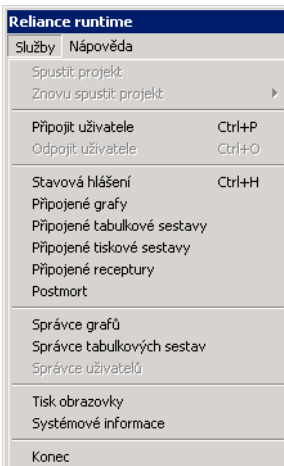 Reliance runtime
Služby Nápověda
Spustit projekt
Znovu spustit projekt
Připojit uživatele Ctrl+P
Odpojit uživatele Ctrl+O
Stavová hlášení Ctrl+H
Připojené grafy
Připojené tabulkové sestavy
Připojené tiskové sestavy
Připojené receptury
Postmort
Správce grafů
Správce tabulkových sestav
Správce uživatelů
Tisk obrazovky
Systémové informace
Konec